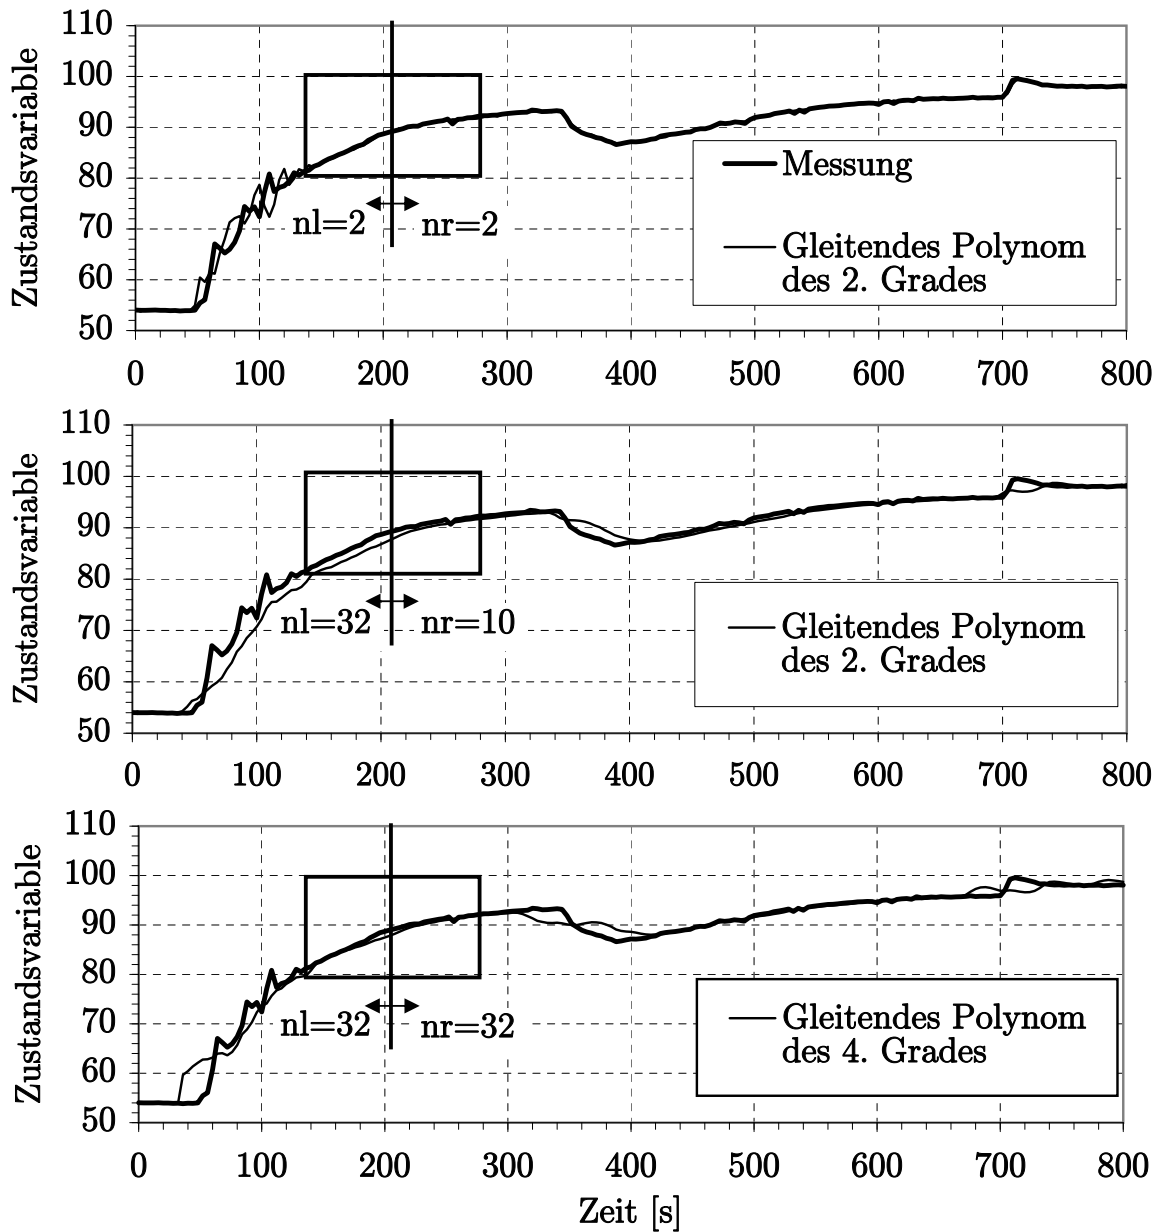 110
100
90
80
70
60
50
Zustandsvariable
nl=2
nr=2
Messung
Gleitendes Polynom
des 2. Grades
0 100 200 300 400 500 600 700 800
110
100
90
80
70
60
50
Zustandsvariable
nl=32
nr=10
Gleitendes Polynom
des 2. Grades
0 100 200 300 400 500 600 700 800
110
100
90
80
70
60
50
Zustandsvariable
nl=32
nr=32
Gleitendes Polynom
des 4. Grades
0 100 200 300 400 500 600 700 800
Zeit [s]